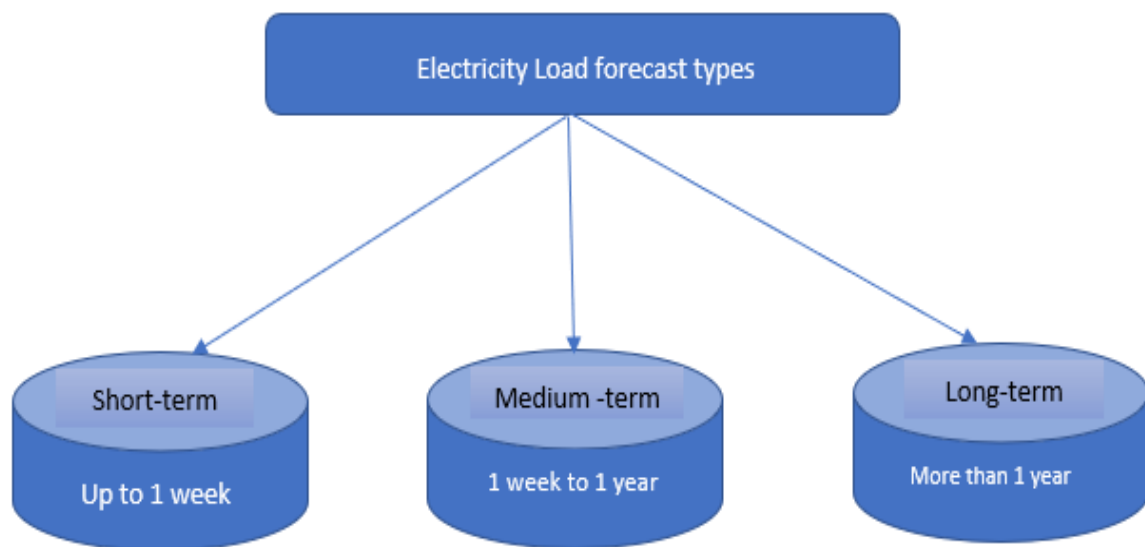 Electricity Load forecast types
Short-term
Medium -term
Long-term
Up to 1 week
1 week to 1 year
More than 1 year